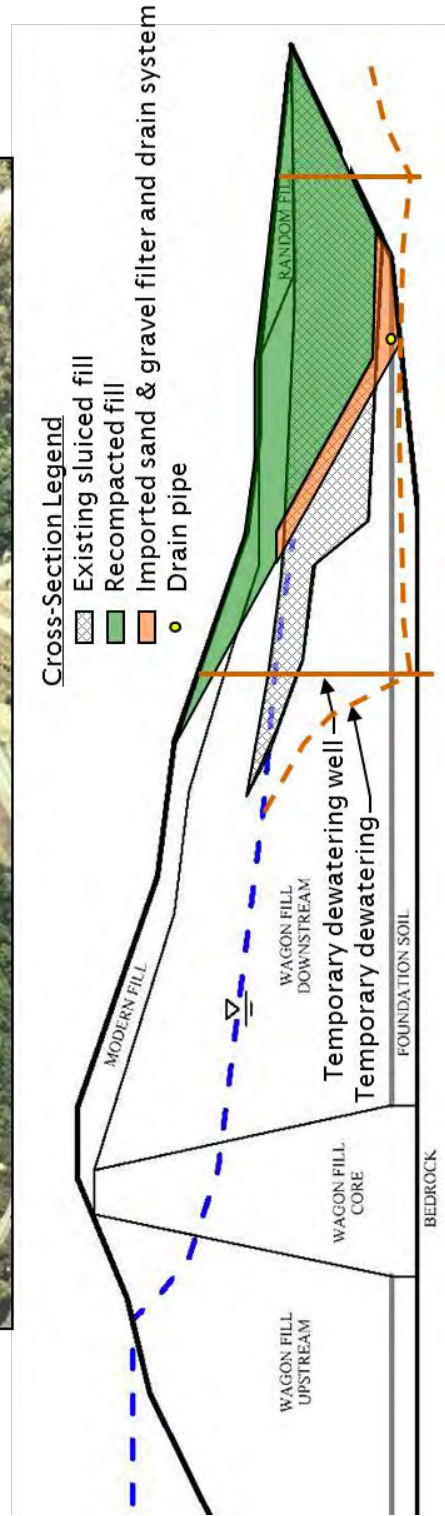 Cross-Section Legend
Existing sluiced fill
Recompacted fill
Imported sand & gravel filter and drain system
Drain pipe
MODERN FILL
RANDOM FILL
WAGON FILL
UPSTREAM
WAGON FILL
CORE
WAGON FILL
DOWNSTREAM
Temporary dewatering well
Temporary dewatering
FOUNDATION SOIL
BEDROCK